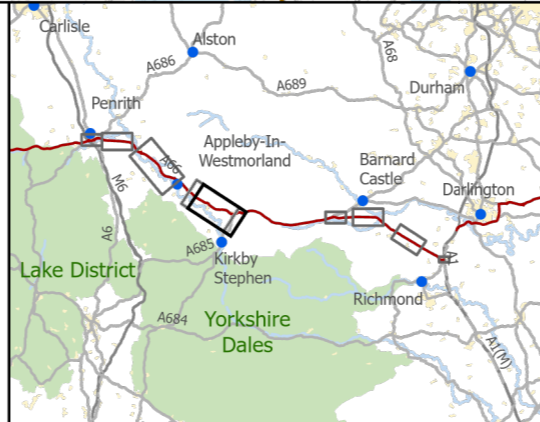 Carlisle
Alston
A68
A686
A689
Durham
Penrith
Appleby-In-
Westmorland
Barnard
Castle
A66
Darlington
M6
A6
A685
A1
Lake District
Kirkby
Stephen
Richmond
A684
Yorkshire
Dales
A1(M)